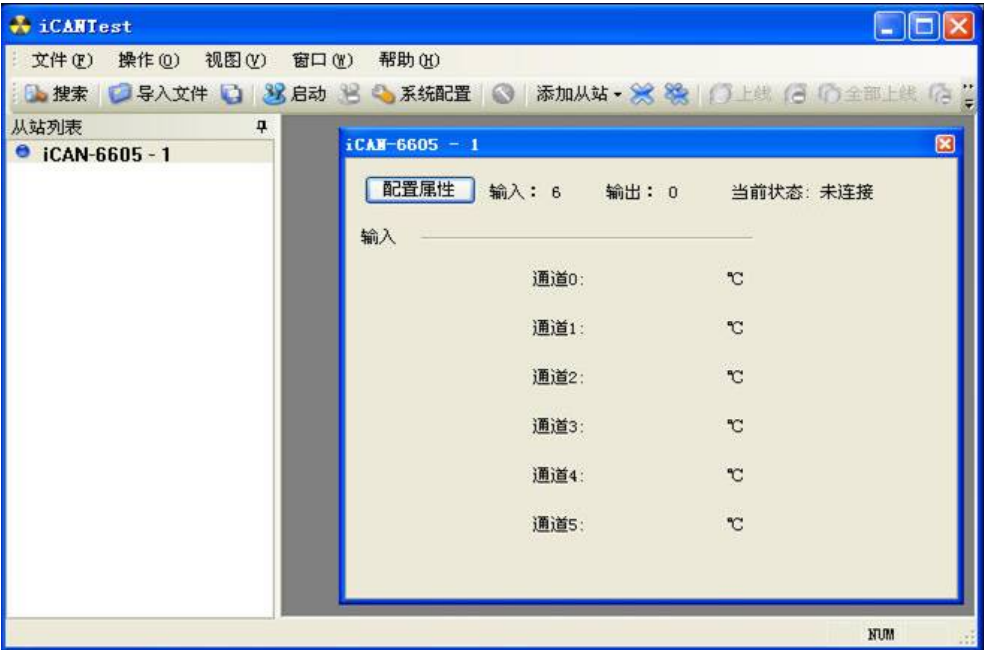 iCANTest
文件(F) 操作(O) 视图(V) 窗口(W) 帮助(H)
搜索 导入文件 启动 系统配置 添加从站 上线 全部上线
从站列表
iCAN-6605 - 1
iCAN-6605 - 1
配置属性 输入: 6 输出: 0 当前状态: 未连接
输入
通道0: ℃
通道1: ℃
通道2: ℃
通道3: ℃
通道4: ℃
通道5: ℃
NUM